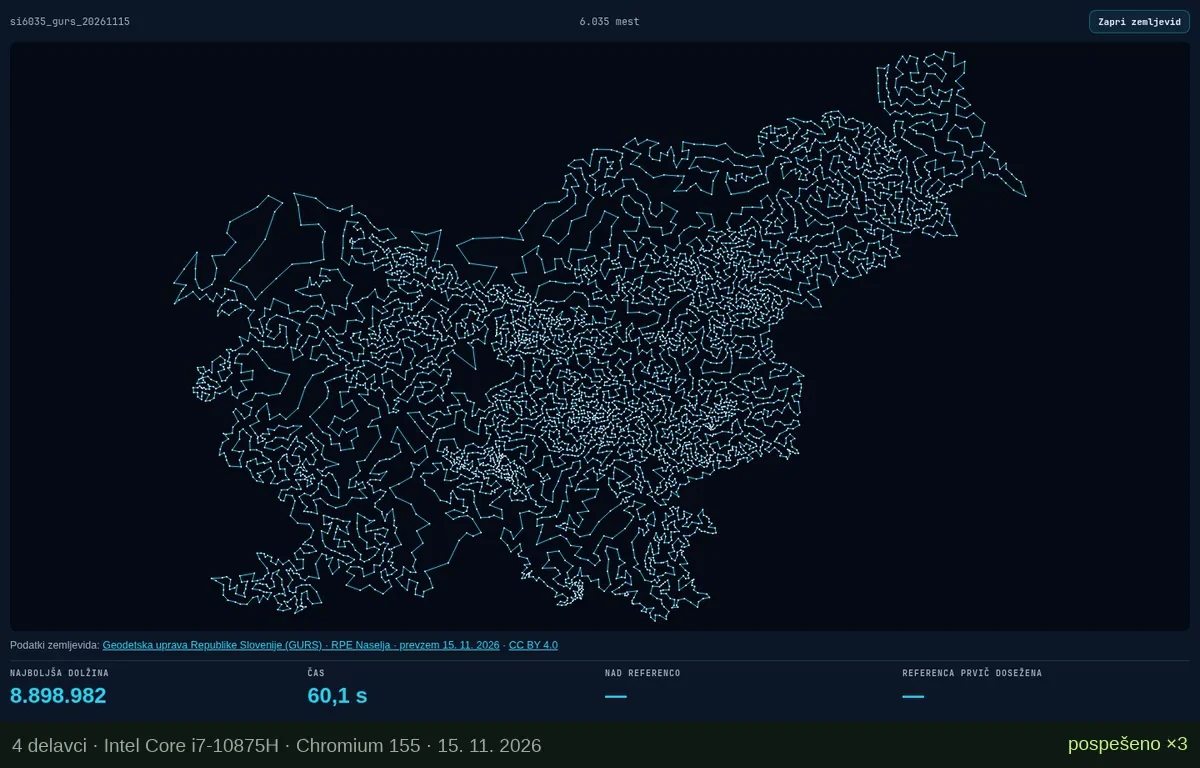 si6035_gurs_20261115
6.035 mest
Zapri zemljevid
Podatki zemljevida: Geodetska uprava Republike Slovenije (GURS) · RPE Naselja · prevzem 15. 11. 2026 · CC BY 4.0
NAJBOLJŠA DOLŽINA
8.898.982
ČAS
60,1 s
NAD REFERENCO
—
REFERENCA PRVIČ DOSEŽENA
—
4 delavci · Intel Core i7-10875H · Chromium 155 · 15. 11. 2026
pospešeno ×3